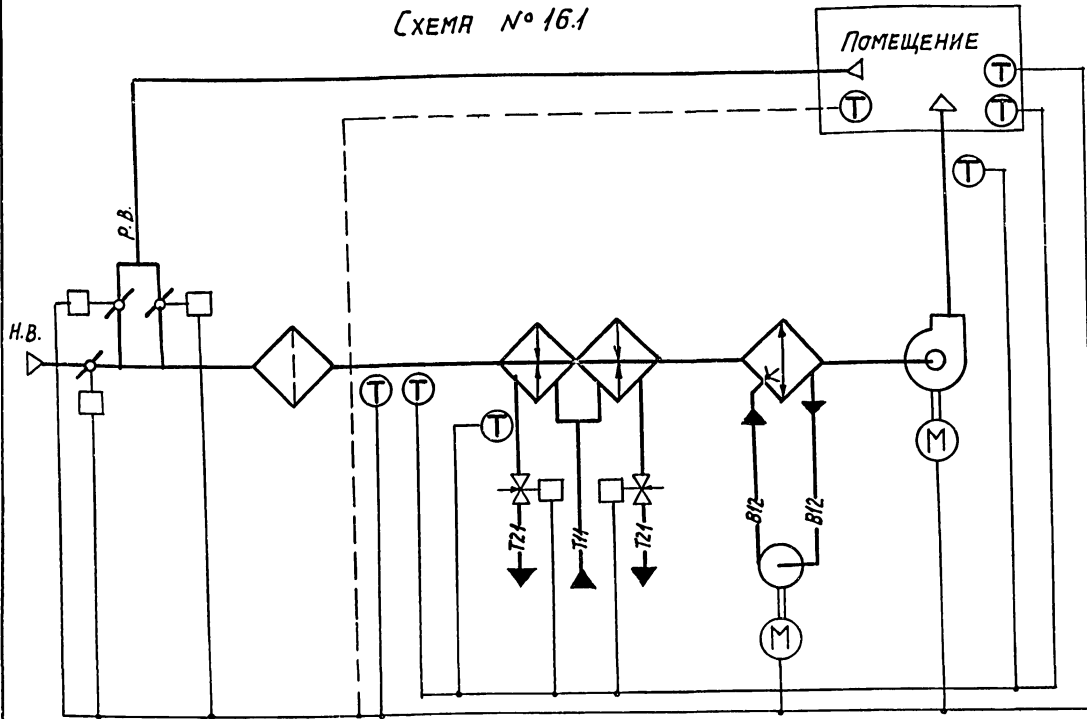 Схема № 16.1
Помещение
Т
Т
Т
Т
Р.В.
Н.В.
Т
Т
Т
К
М
В12
В12
Т21
Т11
Т21
М